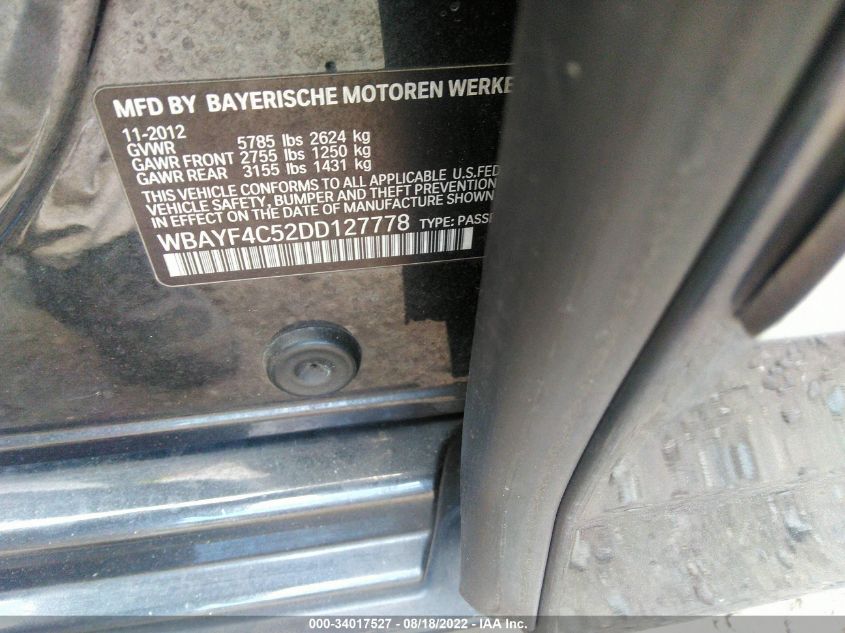 MFD BY BAYERISCHE MOTOREN WERKE
11-2012
GVWR 5785 lbs 2624 kg
GAWR FRONT 2755 lbs 1250 kg
GAWR REAR 3155 lbs 1431 kg
THIS VEHICLE CONFORMS TO ALL APPLICABLE U.S.FED
VEHICLE SAFETY, BUMPER AND THEFT PREVENTION
IN EFFECT ON THE DATE OF MANUFACTURE SHOWN
WBAYF4C52DD127778 TYPE: PASSE
000-34017527 - 08/18/2022 - IAA Inc.